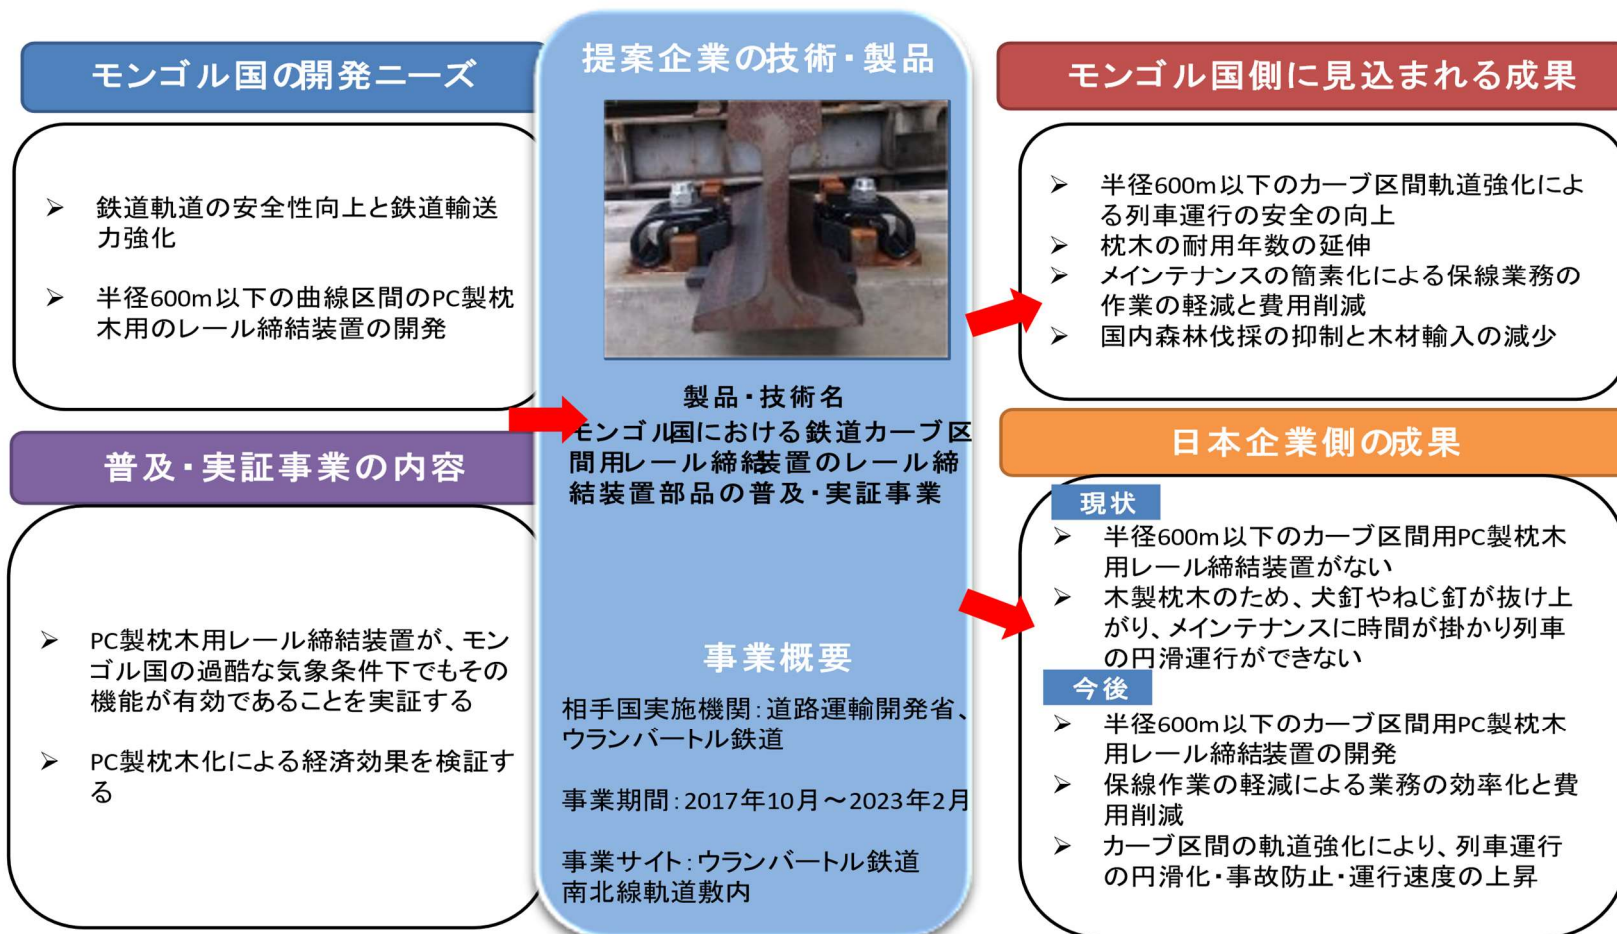 モンゴル国の開発ニーズ
➢ 鉄道軌道の安全性向上と鉄道輸送
力強化
➢ 半径600m以下の曲線区間のPC製枕
木用のレール締結装置の開発
普及・実証事業の内容
➢ PC製枕木用レール締結装置が、モン
ゴル国の過酷な気象条件下でもその
機能が有効であることを実証する
➢ PC製枕木化による経済効果を検証す
る
提案企業の技術・製品
製品・技術名
モンゴル国における鉄道カーブ区
間用レール締結装置のレール締
結装置部品の普及・実証事業
事業概要
相手国実施機関：道路運輸開発省、
ウランバートル鉄道
事業期間：2017年10月～2023年2月
事業サイト：ウランバートル鉄道
南北線軌道敷内
モンゴル国側に見込まれる成果
➢ 半径600m以下のカーブ区間軌道強化によ
る列車運行の安全の向上
➢ 枕木の耐用年数の延伸
➢ メインテナンスの簡素化による保線業務の
作業の軽減と費用削減
➢ 国内森林伐採の抑制と木材輸入の減少
日本企業側の成果
現状
➢ 半径600m以下のカーブ区間用PC製枕木
用レール締結装置がない
➢ 木製枕木のため、犬釘やねじ釘が抜け上
がり、メインテナンスに時間が掛かり列車
の円滑運行ができない
今後
➢ 半径600m以下のカーブ区間用PC製枕木
用レール締結装置の開発
➢ 保線作業の軽減による業務の効率化と費
用削減
➢ カーブ区間の軌道強化により、列車運行
の円滑化・事故防止・運行速度の上昇